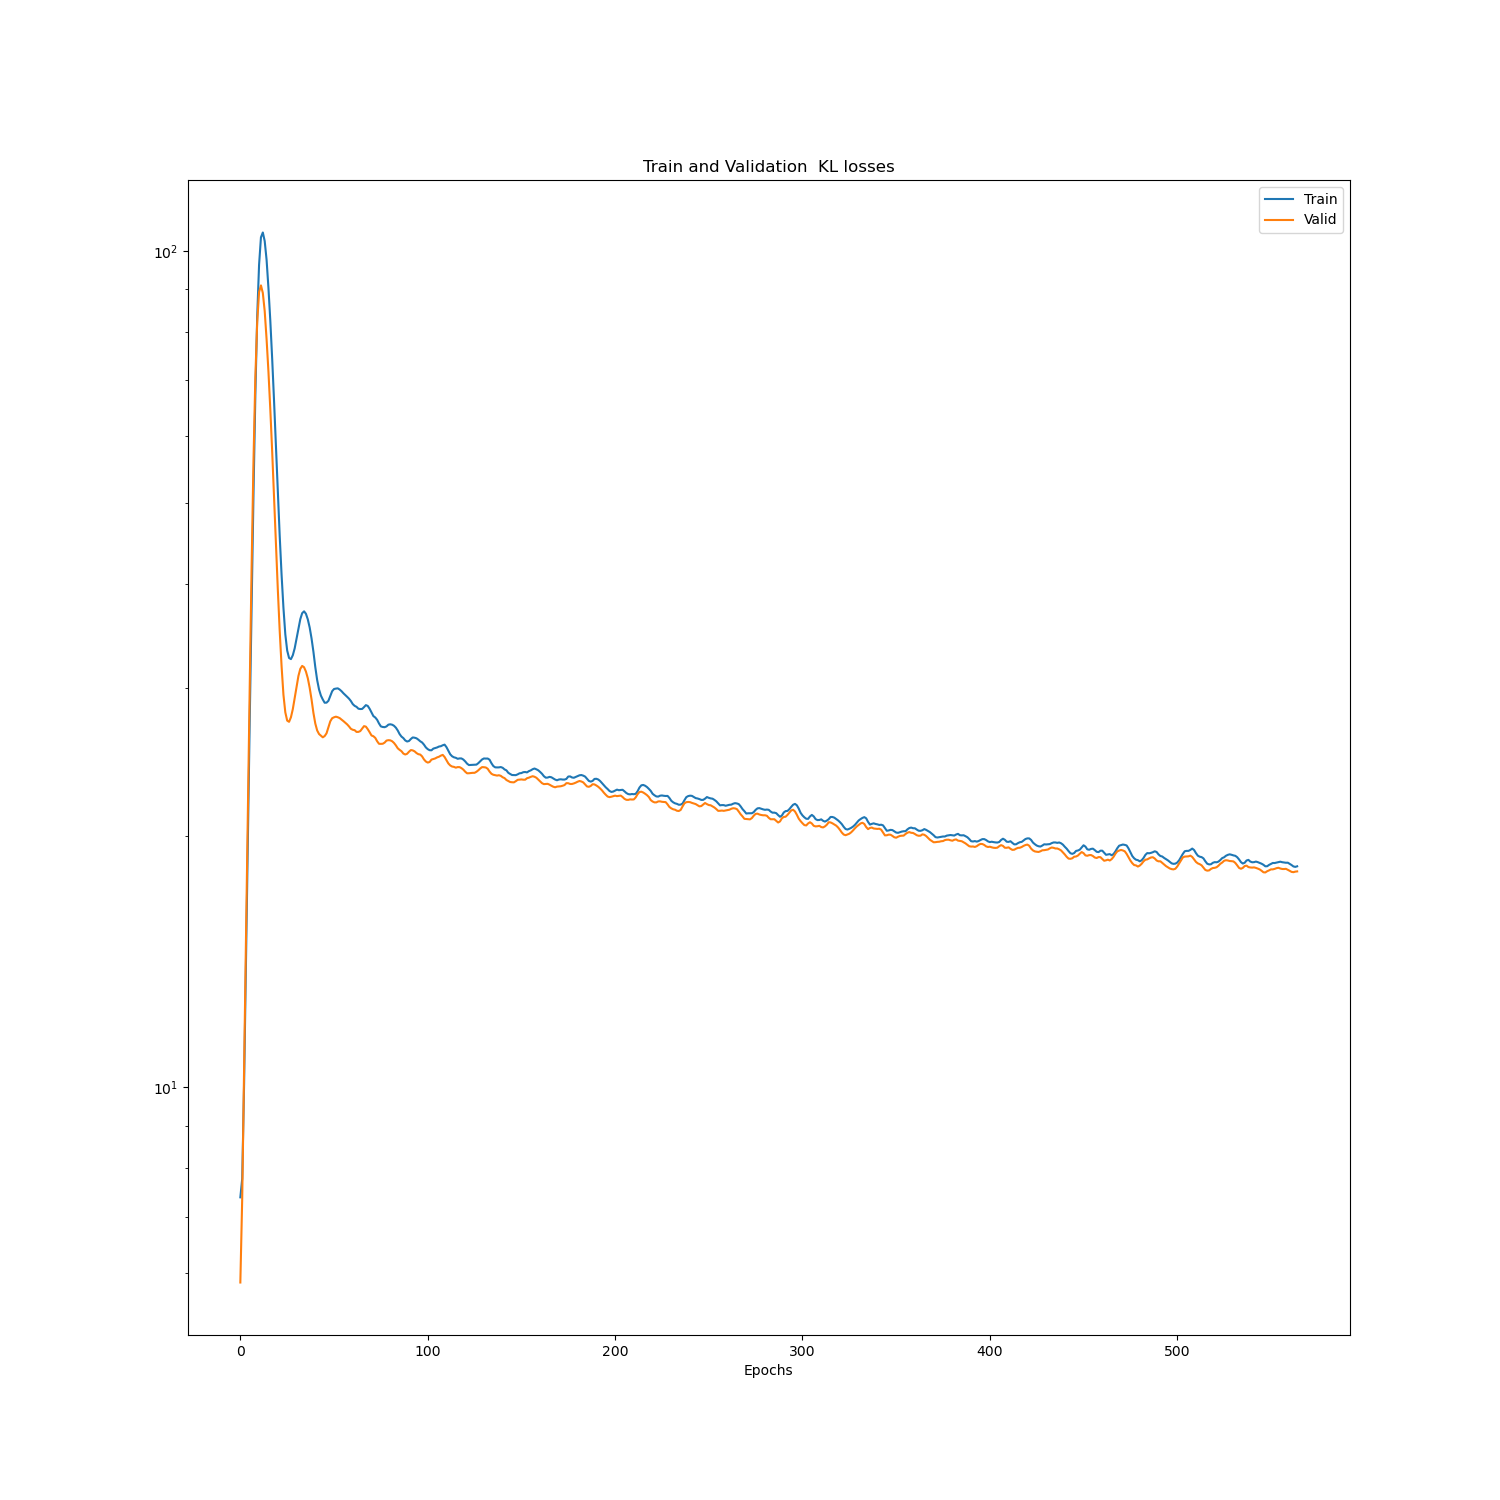 Train and Validation  KL losses
Train
Valid
10²
10¹
0 100 200 300 400 500
Epochs